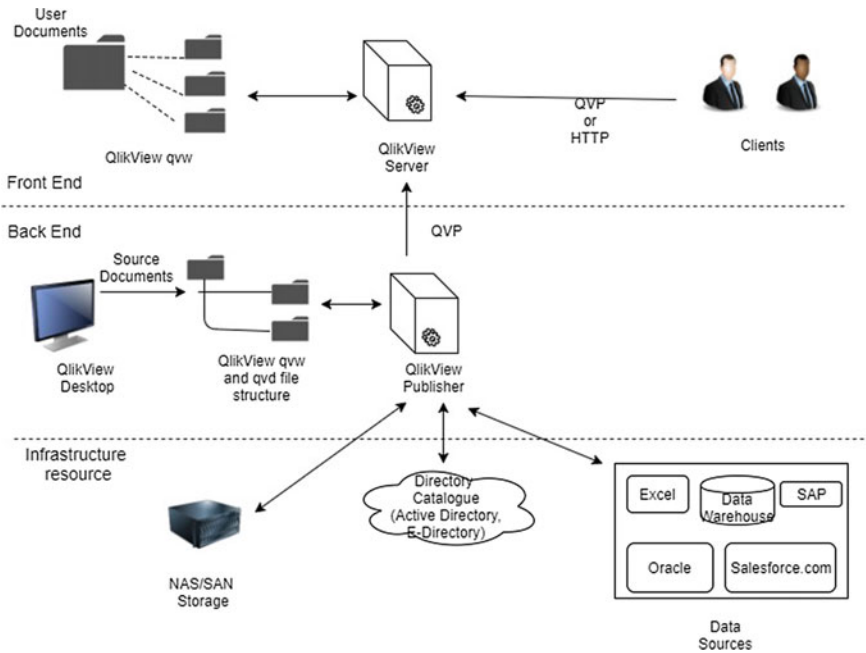 User
Documents
QlikView qvw
QlikView
Server
QVP
or
HTTP
Clients
Front End
Back End
QVP
Source
Documents
QlikView
Desktop
QlikView qvw
and qvd file
structure
QlikView
Publisher
Infrastructure
resource
NAS/SAN
Storage
Directory
Catalogue
(Active Directory,
E-Directory)
Excel
Data
Warehouse
SAP
Oracle
Salesforce.com
Data
Sources